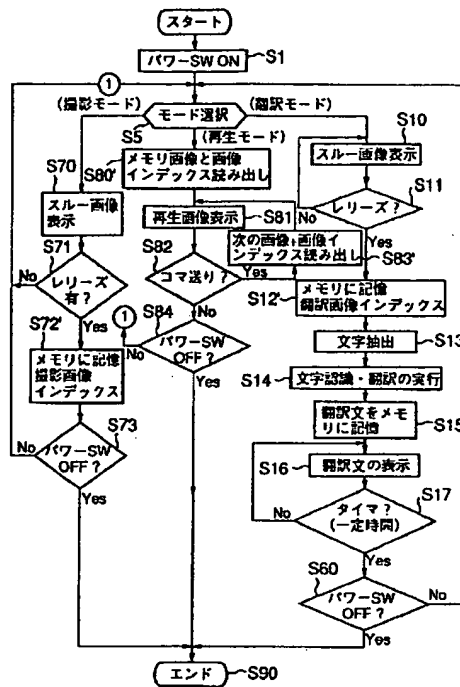 スタート
パワーSW ON
S1
1
(撮影モード)
モード選択
(翻訳モード)
S5
(再生モード)
S10
S70
S80'
メモリ画像と画像
インデックス読み出し
スルー画像表示
スルー画像
表示
再生画像表示
S81
No
レリーズ?
S11
S71
S82
次の画像,画像イ
ンデックス読み出し
Yes
No
レリーズ
有?
コマ送り?
Yes
S83'
S12'
メモリに記憶
翻訳画像インデックス
Yes
No
1
S84
S72'
文字抽出
S13
メモリに記憶
撮影画像
インデックス
No
パワーSW
OFF?
S14
文字認識・翻訳の実行
Yes
翻訳文をメモ
リに記憶
S15
No
パワーSW
OFF?
S73
S16
翻訳文の表示
S17
Yes
No
タイマ?
(一定時間)
Yes
S60
パワーSW
OFF?
No
Yes
エンド
S90